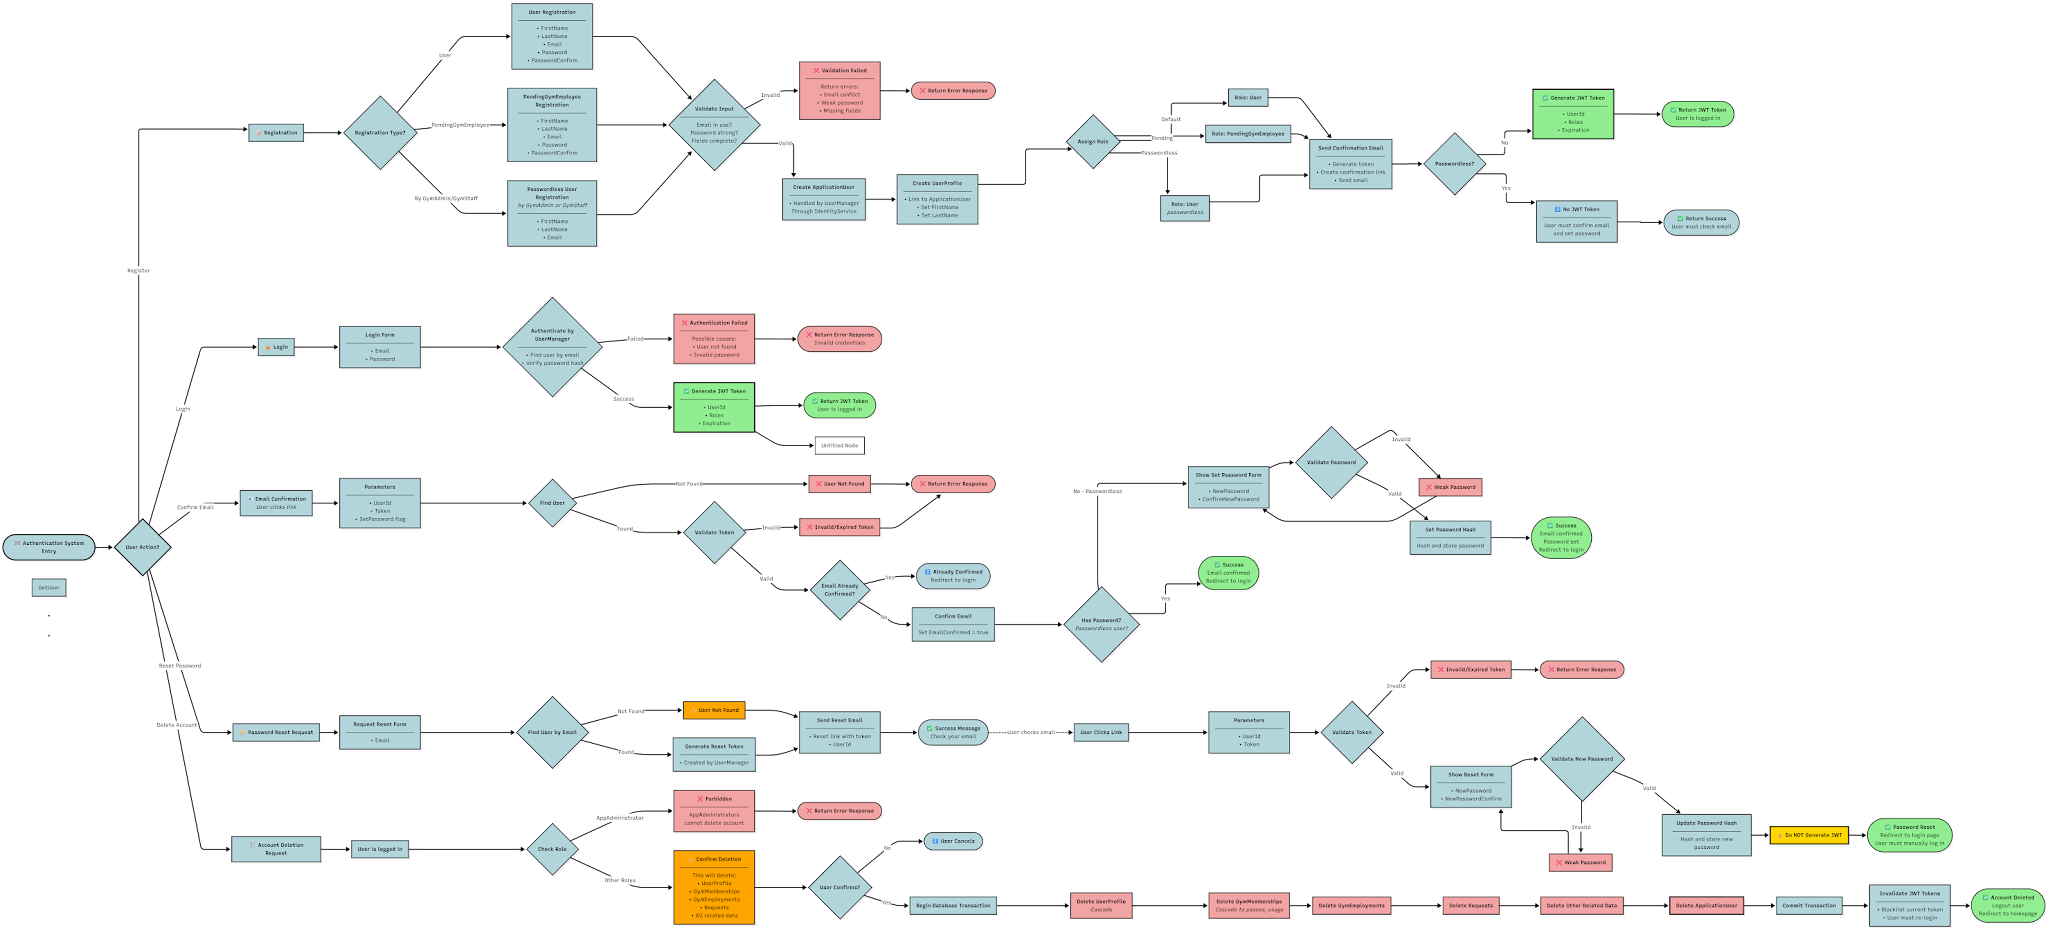 Authentication System
Entry
GetUser
User Action?
Register
Login
Confirm Email
Reset Password
Delete Account
Registration
Registration Type?
User
PendingGymEmployee
By GymAdmin/GymStaff
User Registration
• FirstName
• LastName
• Email
• Password
• PasswordConfirm
PendingGymEmployee
Registration
• FirstName
• LastName
• Email
• Password
• PasswordConfirm
Passwordless User
Registration
by GymAdmin or GymStaff
• FirstName
• LastName
• Email
Validate Input
Email in use?
Password strong?
Fields complete?
Invalid
Valid
❌ Validation Failed
Return errors:
• Email conflict
• Weak password
• Missing fields
❌ Return Error Response
Create ApplicationUser
• Handled by UserManager
Through IdentityService
Create UserProfile
• Link to ApplicationUser
• Set FirstName
• Set LastName
Assign Role
Default
Pending
Passwordless
Role: User
Role: PendingGymEmployee
Role: User
passwordless
Send Confirmation Email
• Generate token
• Create confirmation link
• Send email
Passwordless?
No
Yes
✅ Generate JWT Token
• UserId
• Roles
• Expiration
✅ Return JWT Token
User is logged in
ℹ️ No JWT Token
User must confirm email
and set password
✅ Return Success
User must check email
Login
Login Form
• Email
• Password
Authenticate by
UserManager
• Find user by email
• Verify password hash
Failed
Success
❌ Authentication Failed
Possible causes:
• User not found
• Invalid password
❌ Return Error Response
Invalid credentials
✅ Generate JWT Token
• UserId
• Roles
• Expiration
✅ Return JWT Token
User is logged in
Untitled Node
Email Confirmation
User clicks link
Parameters
• UserId
• Token
• SetPassword flag
Find User
Not Found
Found
❌ User Not Found
❌ Return Error Response
Validate Token
Invalid
Valid
❌ Invalid/Expired Token
Email Already
Confirmed?
Yes
No
ℹ️ Already Confirmed
Redirect to login
Confirm Email
Set EmailConfirmed = true
Has Password?
Passwordless user?
No - Passwordless
Yes
✅ Success
Email confirmed
Redirect to login
Show Set Password Form
• NewPassword
• ConfirmNewPassword
Validate Password
Invalid
Valid
❌ Weak Password
Set Password Hash
Hash and store password
✅ Success
Email confirmed
Password set
Redirect to login
Password Reset Request
Request Reset Form
• Email
Find User by Email
Not Found
Found
User Not Found
Generate Reset Token
• Created by UserManager
Send Reset Email
• Reset link with token
• UserId
✅ Success Message
Check your email
User checks email
User Clicks Link
Parameters
• UserId
• Token
Validate Token
Invalid
Valid
❌ Invalid/Expired Token
❌ Return Error Response
Show Reset Form
• NewPassword
• NewPasswordConfirm
Validate New Password
Invalid
Valid
❌ Weak Password
Update Password Hash
Hash and store new
password
Do NOT Generate JWT
✅ Password Reset
Redirect to login page
User must manually log in
Account Deletion
Request
User is logged in
Check Role
AppAdministrator
Other Roles
❌ Forbidden
AppAdministrators
cannot delete account
❌ Return Error Response
Confirm Deletion
This will delete:
• UserProfile
• GymMemberships
• GymEmployments
• Requests
• All related data
User Confirms?
No
Yes
ℹ️ User Cancels
Begin Database Transaction
Delete UserProfile
Cascade
Delete GymMemberships
Cascade to passes, usage
Delete GymEmployments
Delete Requests
Delete Other Related Data
Delete ApplicationUser
Commit Transaction
Invalidate JWT Tokens
• Blacklist current token
• User must re-login
✅ Account Deleted
Logout user
Redirect to homepage